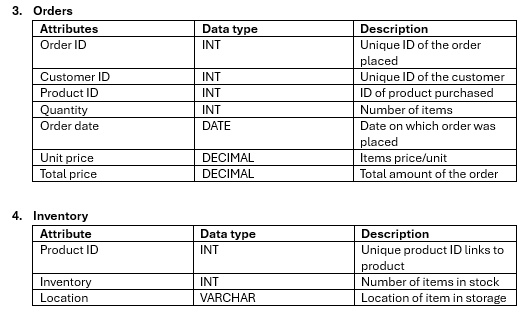 3. Orders
Attributes Data type Description
Order ID INT Unique ID of the order
placed
Customer ID INT Unique ID of the customer
Product ID INT ID of product purchased
Quantity INT Number of items
Order date DATE Date on which order was
placed
Unit price DECIMAL Items price/unit
Total price DECIMAL Total amount of the order
4. Inventory
Attribute Data type Description
Product ID INT Unique product ID links to
product
Inventory INT Number of items in stock
Location VARCHAR Location of item in storage